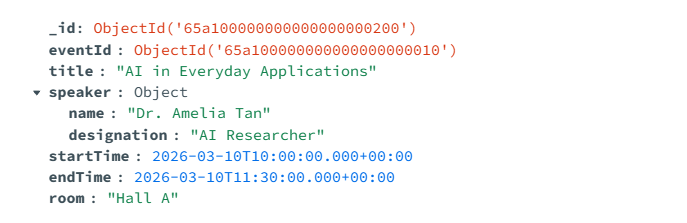 _id: ObjectId('65a100000000000000000200')
eventId : ObjectId('65a100000000000000000010')
title : "AI in Everyday Applications"
speaker : Object
name : "Dr. Amelia Tan"
designation : "AI Researcher"
startTime : 2026-03-10T10:00:00.000+00:00
endTime : 2026-03-10T11:30:00.000+00:00
room : "Hall A"